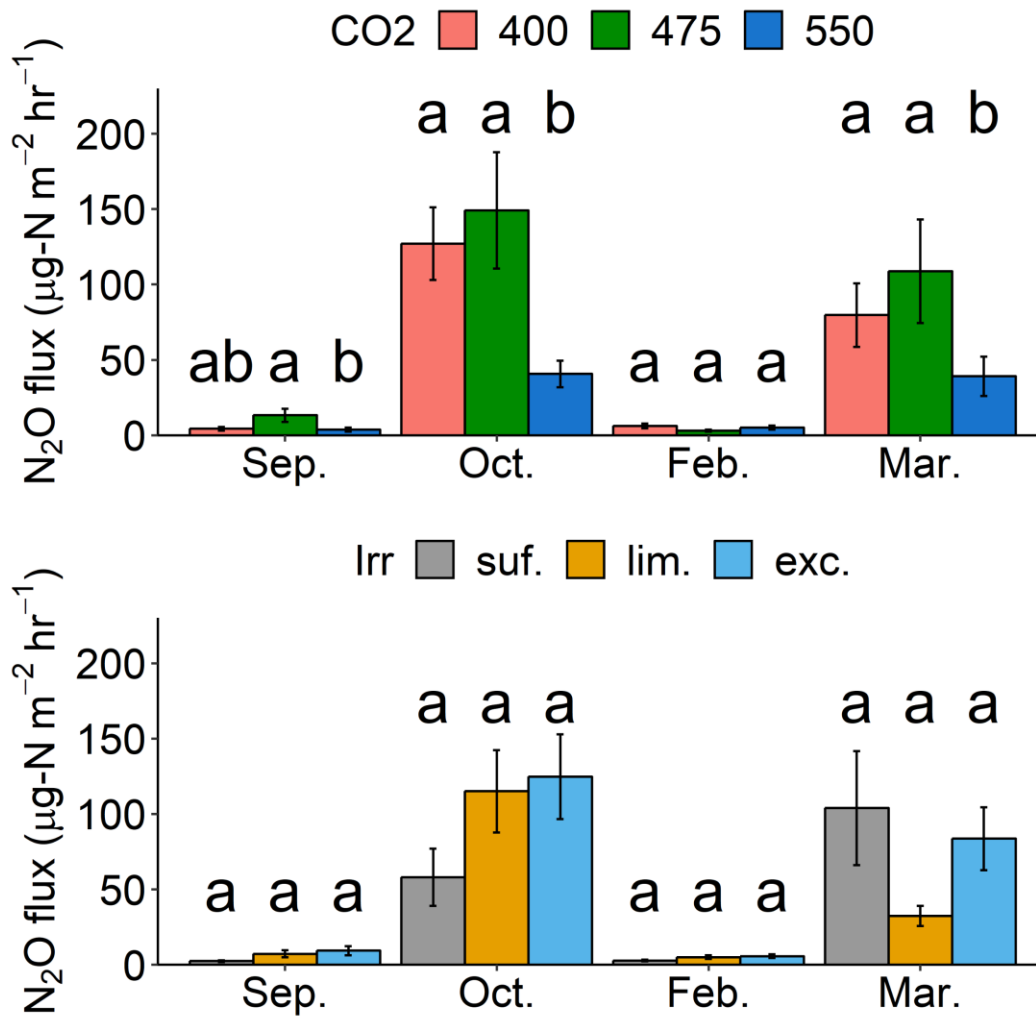 CO2 400 475 550
N₂O flux (μg-N m⁻² hr⁻¹)
200
150
100
50
0
a a b
a a b
ab a b
a a a
Sep. Oct. Feb. Mar.
Irr suf. lim. exc.
N₂O flux (μg-N m⁻² hr⁻¹)
200
150
100
50
0
a a a
a a a
a a a
a a a
Sep. Oct. Feb. Mar.